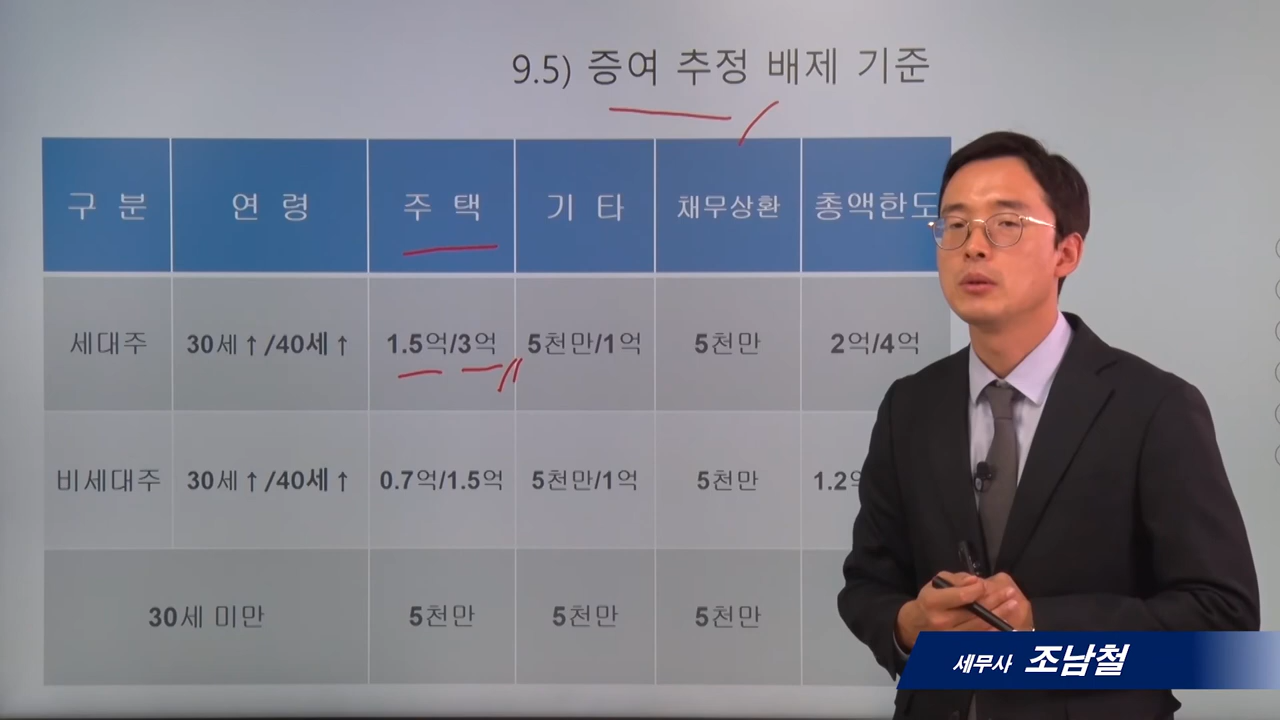 9.5) 증여 추정 배제 기준
구 분 연 령 주 택 기 타 채무상환 총액한도
세대주 30세↑/40세↑ 1.5억/3억 5천만/1억 5천만 2억/4억
비세대주 30세↑/40세↑ 0.7억/1.5억 5천만/1억 5천만 1.2억
30세 미만 5천만 5천만 5천만
세무사 조남철